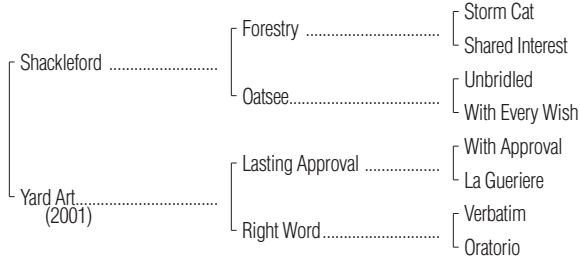 Storm Cat
Forestry ..............................
Shared Interest
Shackleford ........................
Unbridled
Oatsee..................................
With Every Wish
With Approval
Lasting Approval .................
La Gueriere
Yard Art................................
(2001)
Verbatim
Right Word...........................
Oratorio